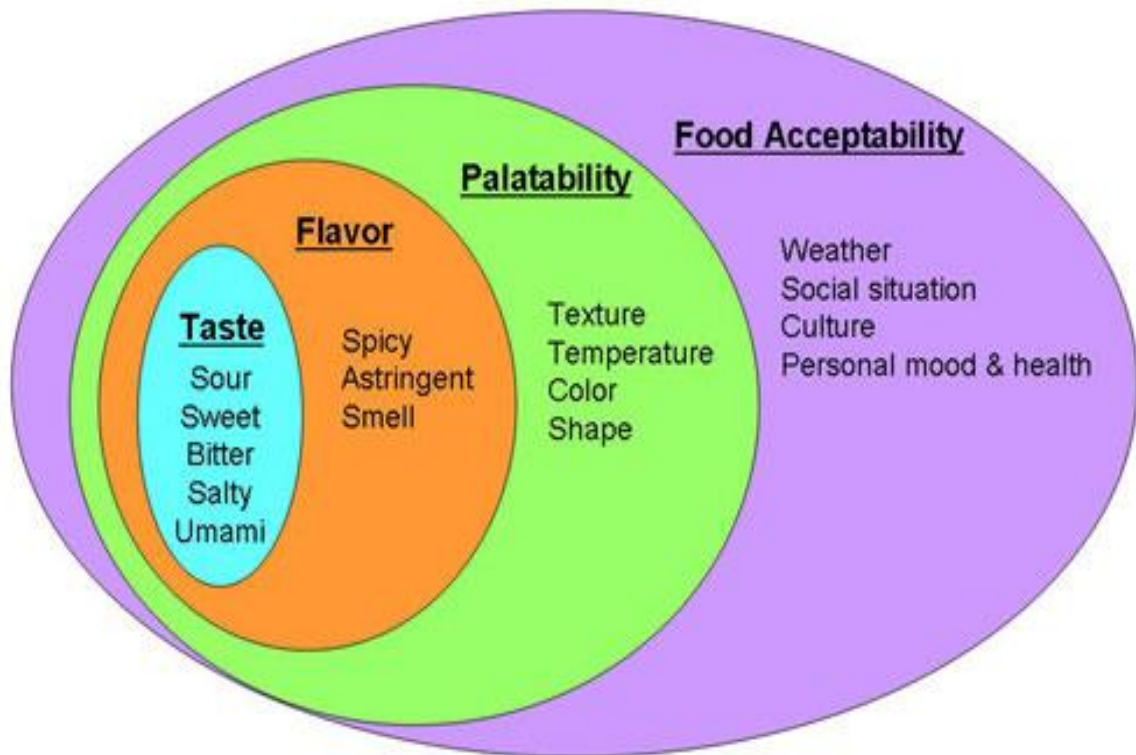 Food Acceptability
Weather
Social situation
Culture
Personal mood & health
Palatability
Texture
Temperature
Color
Shape
Flavor
Spicy
Astringent
Smell
Taste
Sour
Sweet
Bitter
Salty
Umami